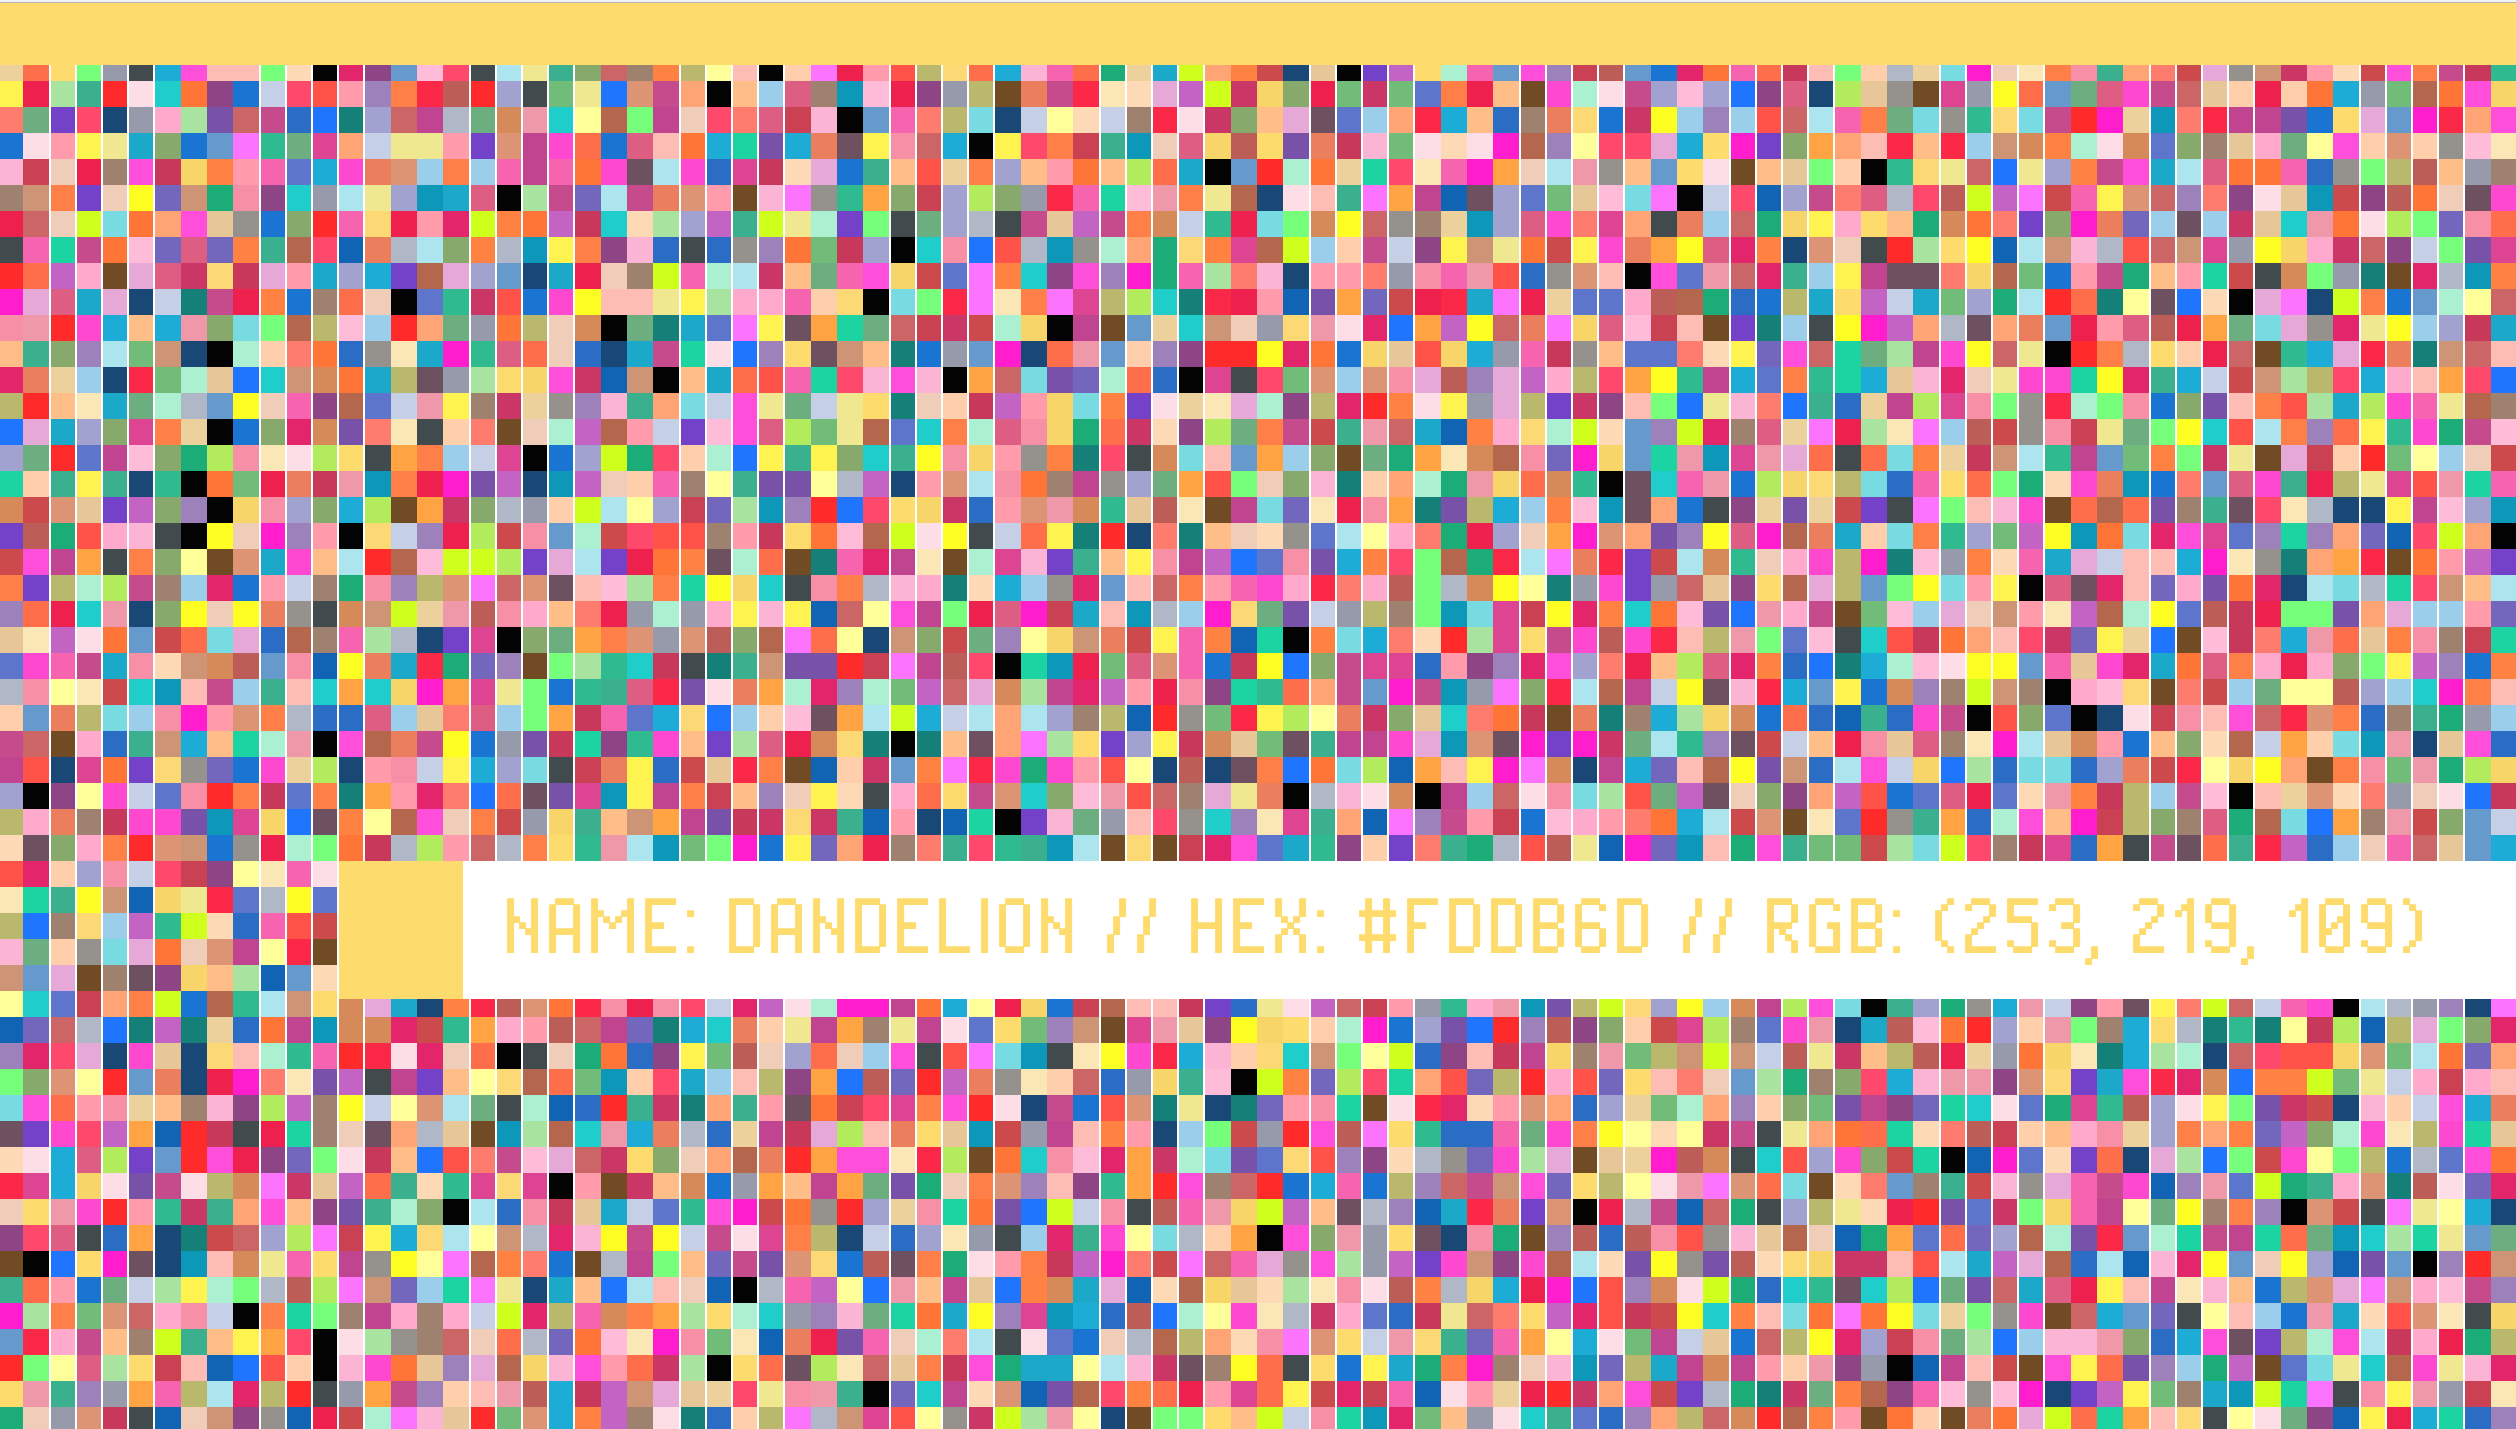 NAME: DANDELION // HEX: #FDDB6D // RGB: (253, 219, 109)